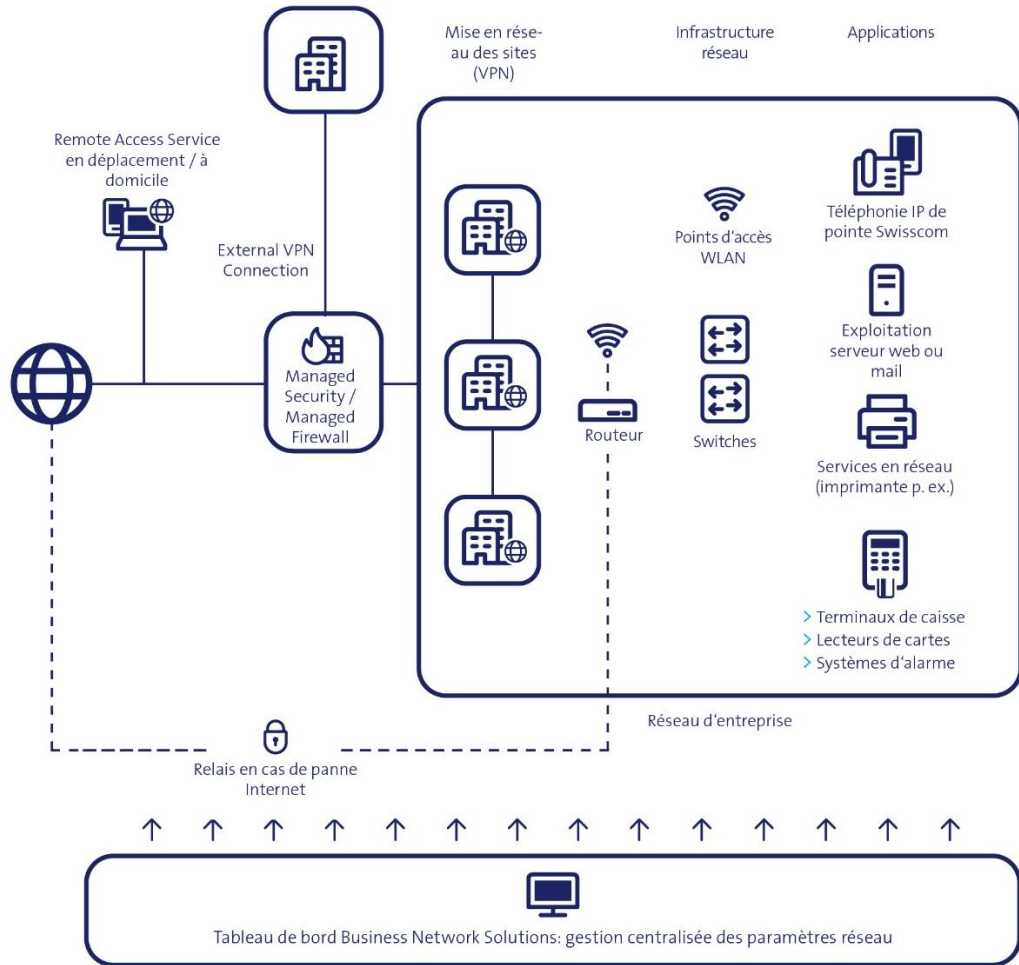 Mise en rése-
au des sites
(VPN)
Infrastructure
réseau
Applications
Remote Access Service
en déplacement / à
domicile
External VPN
Connection
Managed
Security /
Managed
Firewall
Routeur
Points d‘accès
WLAN
Switches
Téléphonie IP de
pointe Swisscom
Exploitation
serveur web ou
mail
Services en réseau
(imprimante p. ex.)
> Terminaux de caisse
> Lecteurs de cartes
> Systèmes d‘alarme
Réseau d‘entreprise
Relais en cas de panne
Internet
Tableau de bord Business Network Solutions: gestion centralisée des paramètres réseau